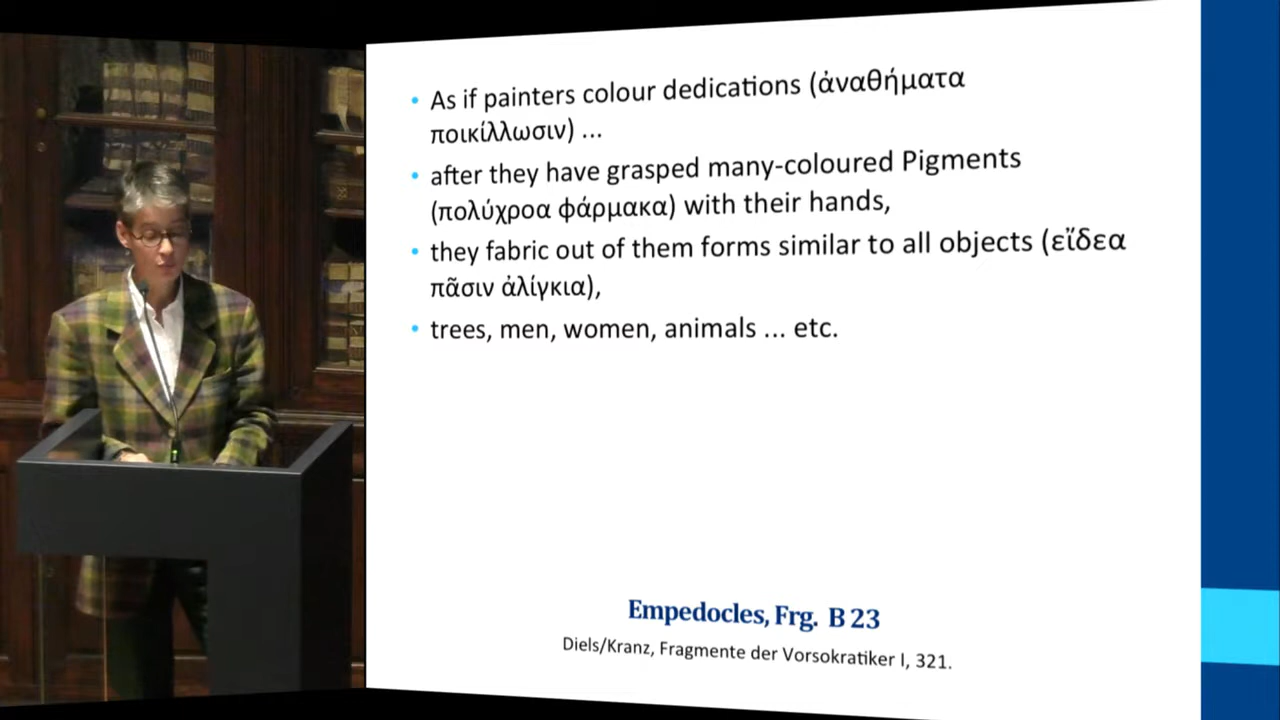 • As if painters colour dedications (ἀναθήματα
ποικίλλωσιν) ...
• after they have grasped many-coloured Pigments
(πολύχροα φάρμακα) with their hands,
• they fabric out of them forms similar to all objects (εἴδεα
πᾶσιν ἀλίγκια),
• trees, men, women, animals ... etc.
Empedocles, Frg. B 23
Diels/Kranz, Fragmente der Vorsokratiker I, 321.